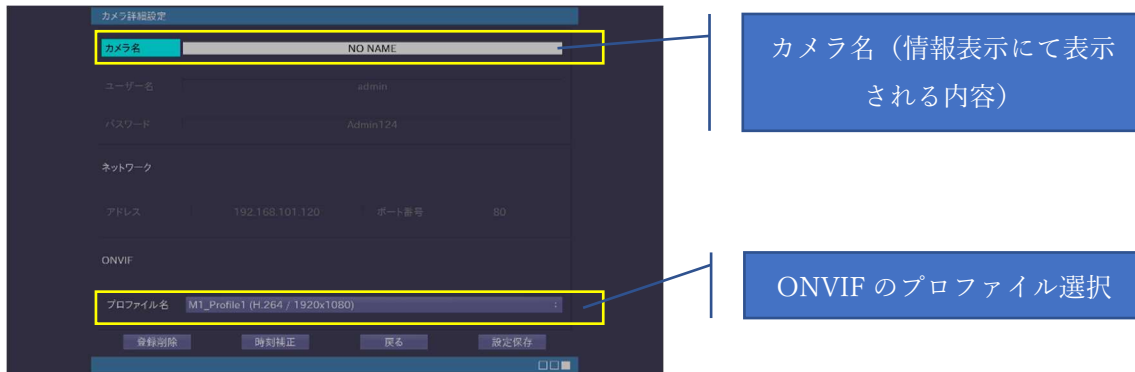 カメラ詳細設定
カメラ名 NO NAME
カメラ名（情報表示にて表示
される内容）
ユーザー名 admin
パスワード Admin124
ネットワーク
アドレス 192.168.101.120 ポート番号 80
ONVIF
ONVIF のプロファイル選択
プロファイル名 M1_Profile1 (H.264 / 1920x1080)
登録削除 時刻補正 戻る 設定保存